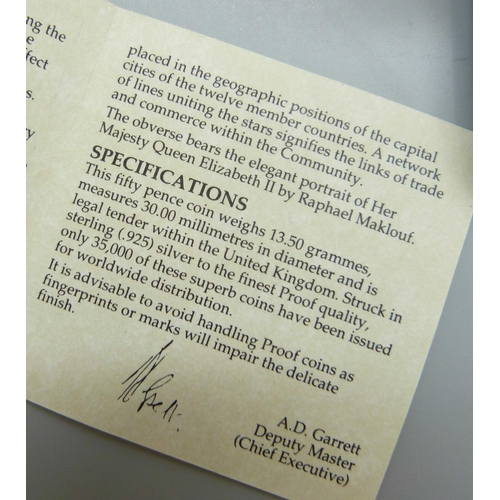 ng the
e
fect
s.
y
placed in the geographic positions of the capital
cities of the twelve member countries. A network
of lines uniting the stars signifies the links of trade
and commerce within the Community.
The obverse bears the elegant portrait of Her
Majesty Queen Elizabeth II by Raphael Maklouf.
SPECIFICATIONS
This fifty pence coin weighs 13.50 grammes,
measures 30.00 millimetres in diameter and is
legal tender within the United Kingdom. Struck in
sterling (.925) silver to the finest Proof quality,
only 35,000 of these superb coins have been issued
for worldwide distribution.
It is advisable to avoid handling Proof coins as
fingerprints or marks will impair the delicate
finish.
A.D. Garrett
Deputy Master
(Chief Executive)